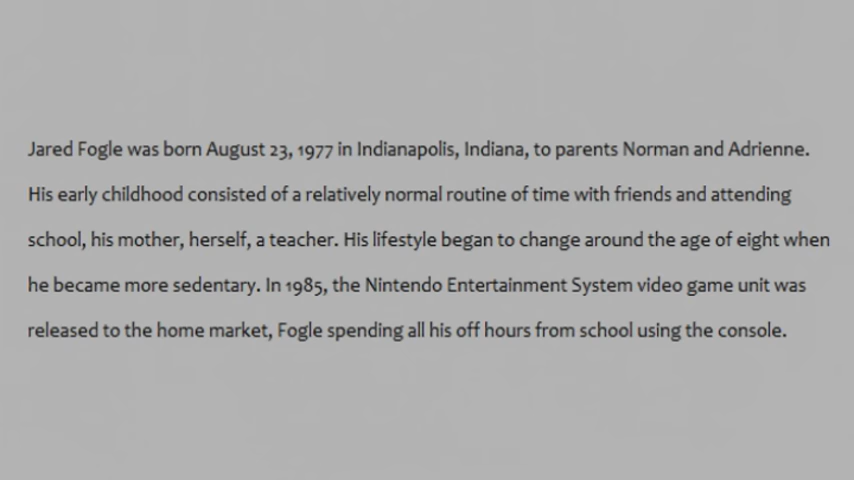 Jared Fogle was born August 23, 1977 in Indianapolis, Indiana, to parents Norman and Adrienne.
His early childhood consisted of a relatively normal routine of time with friends and attending
school, his mother, herself, a teacher. His lifestyle began to change around the age of eight when
he became more sedentary. In 1985, the Nintendo Entertainment System video game unit was
released to the home market, Fogle spending all his off hours from school using the console.